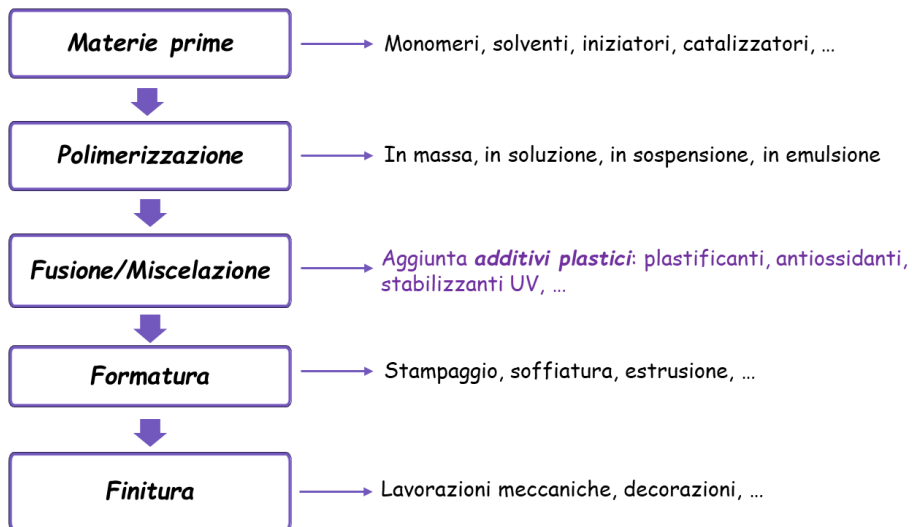 Materie prime
Monomeri, solventi, iniziatori, catalizzatori, …
Polimerizzazione
In massa, in soluzione, in sospensione, in emulsione
Fusione/Miscelazione
Aggiunta additivi plastici: plastificanti, antiossidanti,
stabilizzanti UV, …
Formatura
Stampaggio, soffiatura, estrusione, …
Finitura
Lavorazioni meccaniche, decorazioni, …